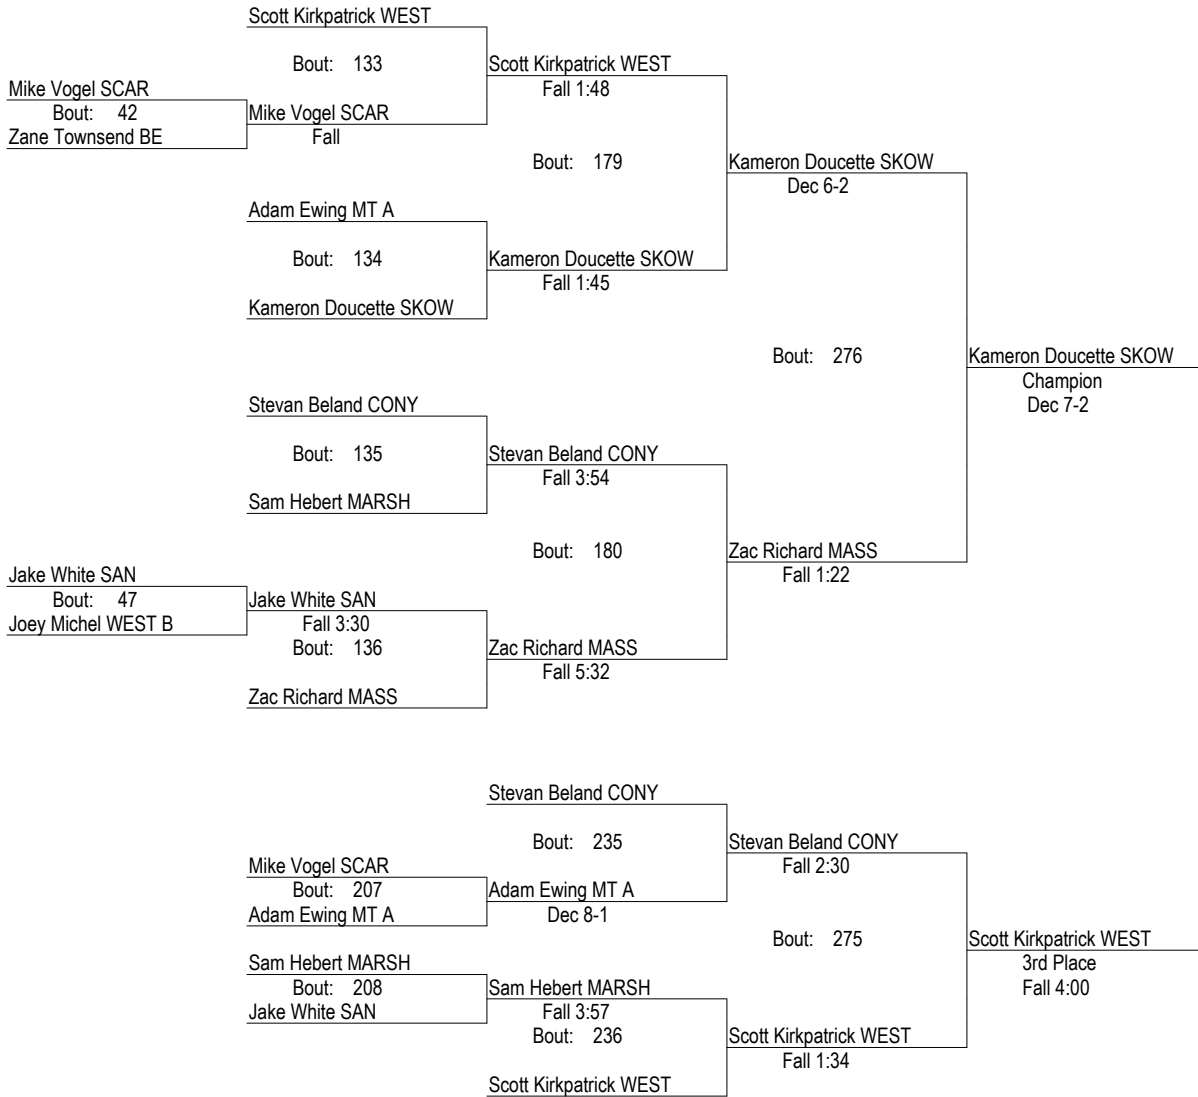 Scott Kirkpatrick WEST
Bout: 133
Scott Kirkpatrick WEST
Fall 1:48
Mike Vogel SCAR
Bout: 42
Zane Townsend BE
Mike Vogel SCAR
Fall
Bout: 179
Kameron Doucette SKOW
Dec 6-2
Adam Ewing MT A
Bout: 134
Kameron Doucette SKOW
Fall 1:45
Kameron Doucette SKOW
Bout: 276
Kameron Doucette SKOW
Champion
Dec 7-2
Stevan Beland CONY
Bout: 135
Stevan Beland CONY
Fall 3:54
Sam Hebert MARSH
Bout: 180
Zac Richard MASS
Fall 1:22
Jake White SAN
Bout: 47
Joey Michel WEST B
Jake White SAN
Fall 3:30
Bout: 136
Zac Richard MASS
Fall 5:32
Zac Richard MASS
Stevan Beland CONY
Bout: 235
Stevan Beland CONY
Fall 2:30
Mike Vogel SCAR
Bout: 207
Adam Ewing MT A
Adam Ewing MT A
Dec 8-1
Bout: 275
Scott Kirkpatrick WEST
3rd Place
Fall 4:00
Sam Hebert MARSH
Bout: 208
Jake White SAN
Sam Hebert MARSH
Fall 3:57
Bout: 236
Scott Kirkpatrick WEST
Fall 1:34
Scott Kirkpatrick WEST